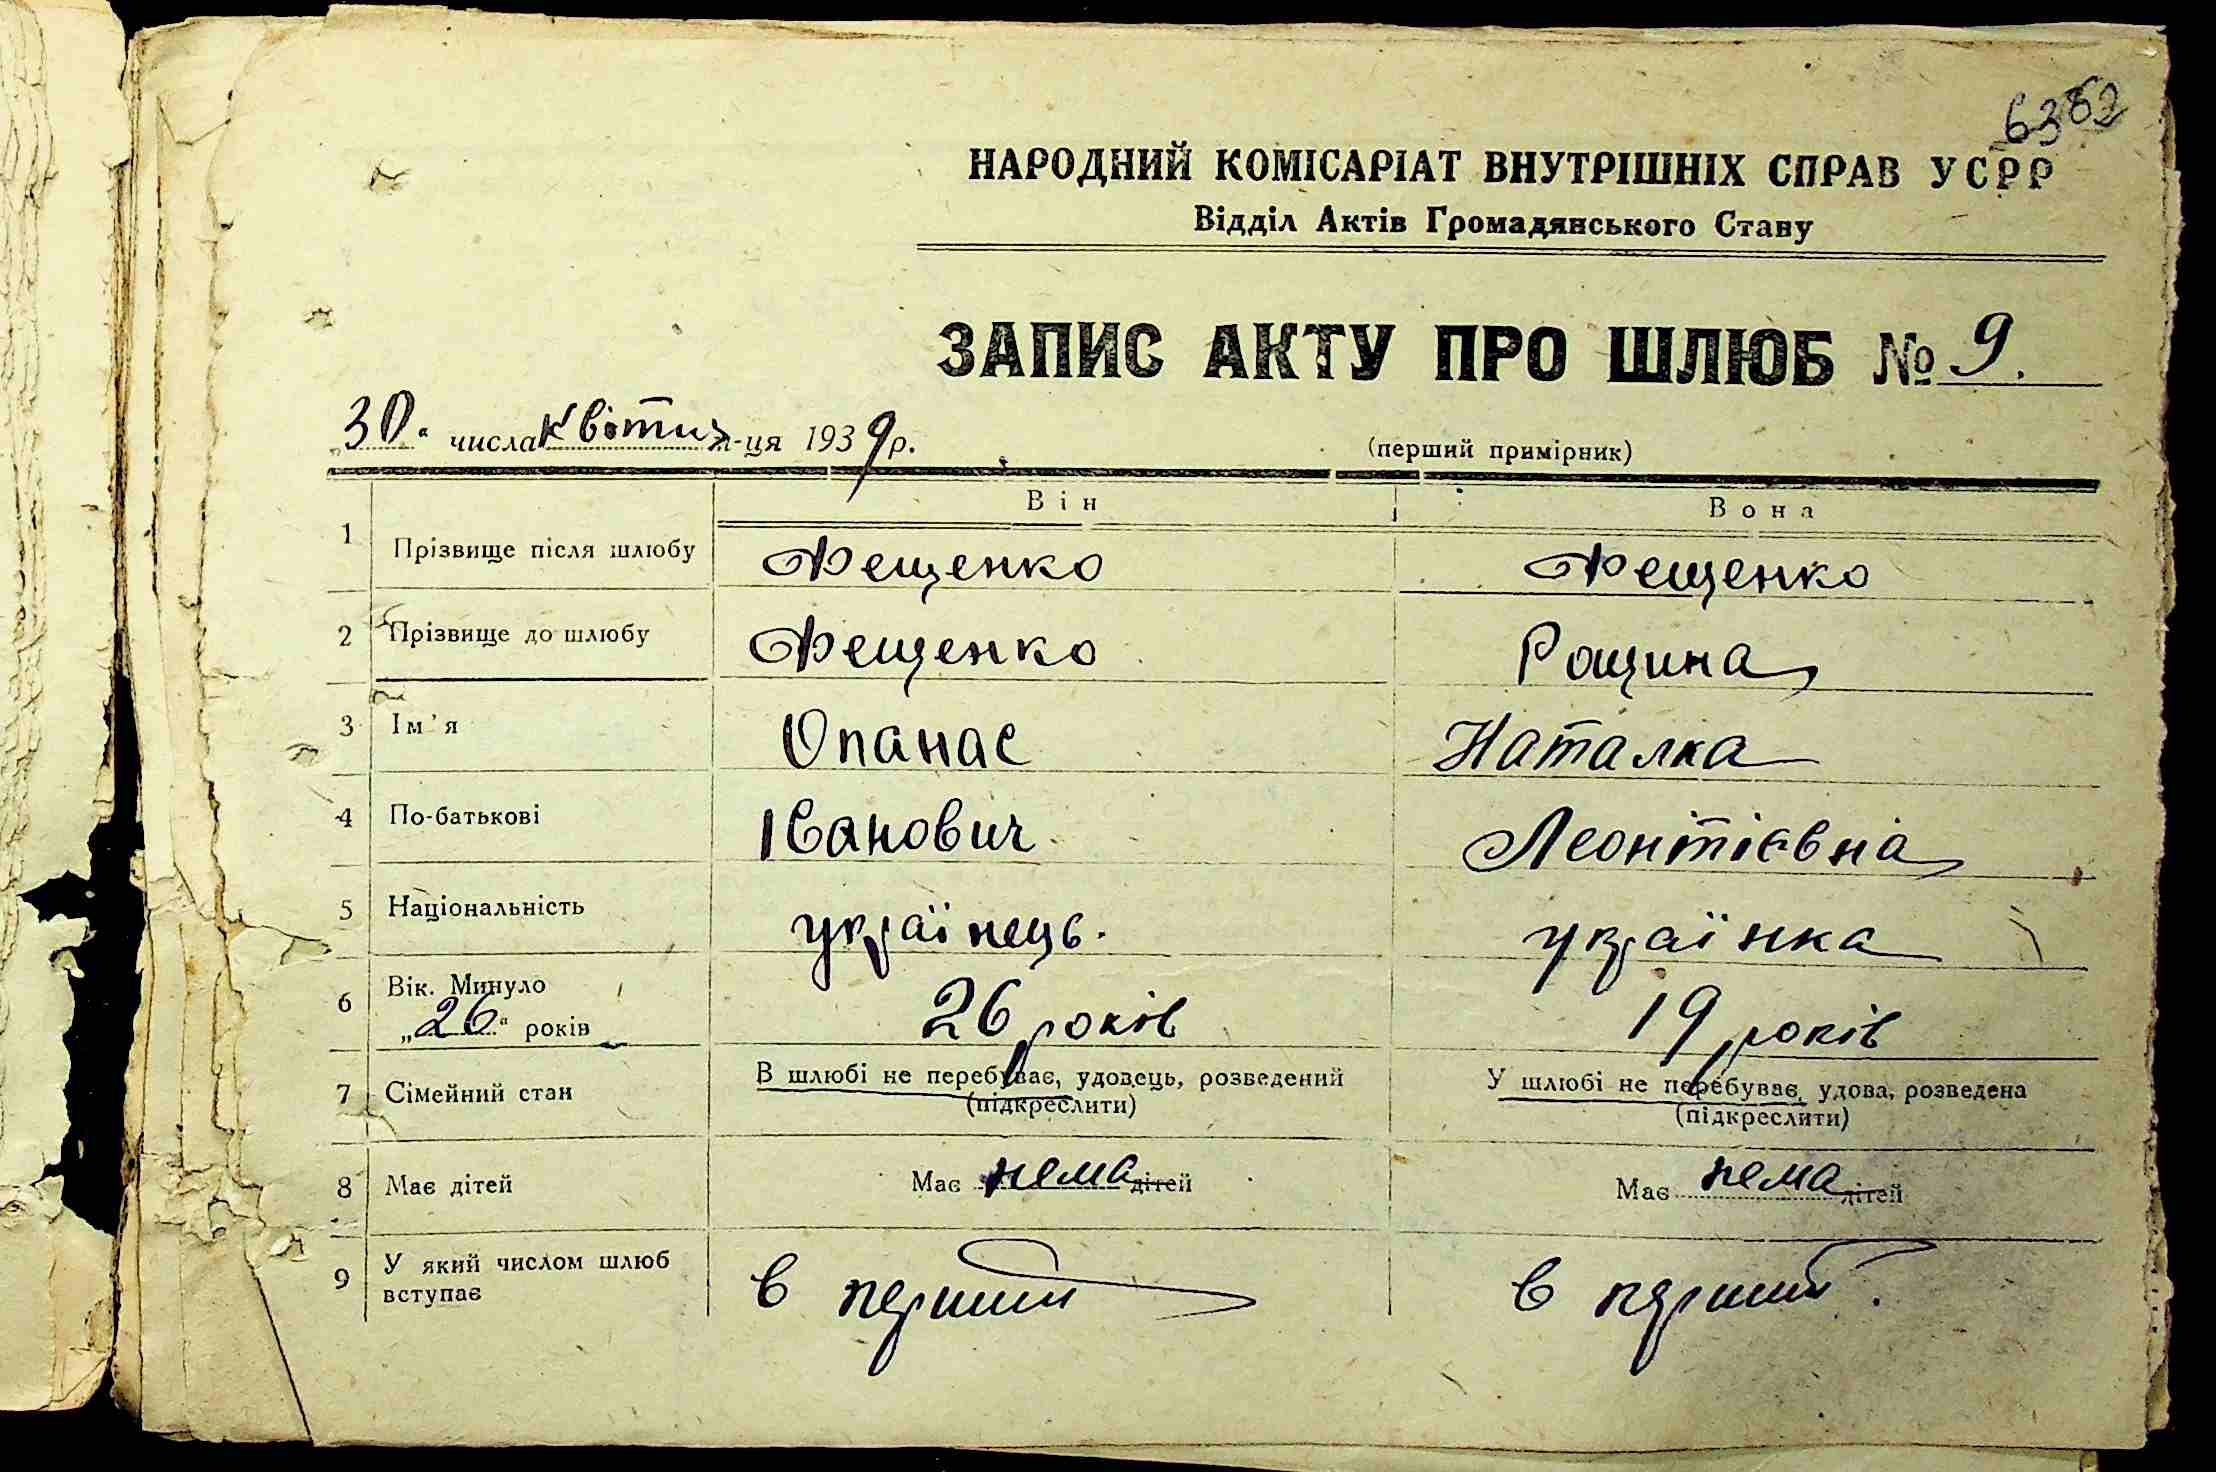 НАРОДНИЙ КОМІСАРІАТ ВНУТРІШНІХ СПРАВ УСРР
Відділ Актів Громадянського Стану
ЗАПИС АКТУ ПРО ШЛЮБ № 9.
30 числа квітня м-ця 1939 р.
(перший примірник)
Він Вона
1 Прізвище після шлюбу Фещенко Фещенко
2 Прізвище до шлюбу Фещенко Рощина
3 Ім'я Опанас Наталка
4 По-батькові Іванович Леонтієвна
5 Національність українець. українка
6 Вік. Минуло
„26" років 26 років 19 років
7 Сімейний стан В шлюбі не перебуває, удовець, розведений У шлюбі не перебуває, удова, розведена
(підкреслити) (підкреслити)
8 Має дітей Має нема дітей Має нема дітей
9 У який числом шлюб
вступає в перший в перший.